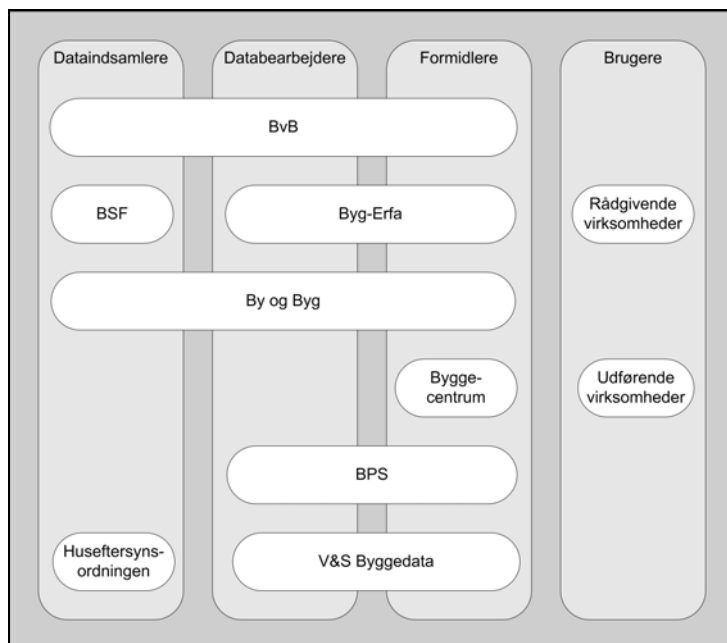 Dataindsamlere
Databearbejdere
Formidlere
Brugere
BvB
BSF
Byg-Erfa
Rådgivende
virksomheder
By og Byg
Bygge-
centrum
Udførende
virksomheder
BPS
Huseftersyns-
ordningen
V&S Byggedata